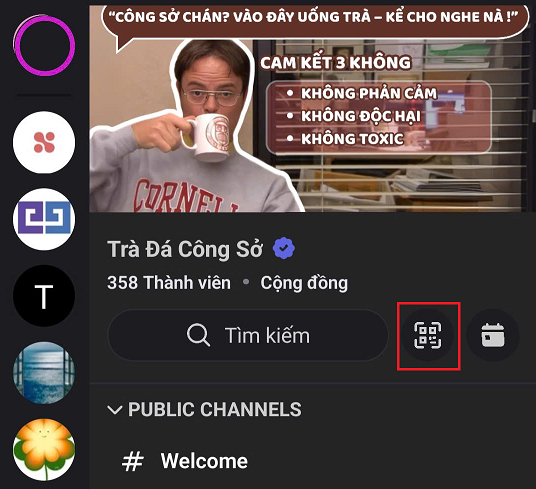 “CÔNG SỞ CHÁN? VÀO ĐÂY UỐNG TRÀ – KỂ CHO NGHE NÀ !”
CAM KẾT 3 KHÔNG
• KHÔNG PHẢN CẢM
• KHÔNG ĐỘC HẠI
• KHÔNG TOXIC
CORNELL
T
Trà Đá Công Sở
358 Thành viên • Cộng đồng
Tìm kiếm
PUBLIC CHANNELS
# Welcome